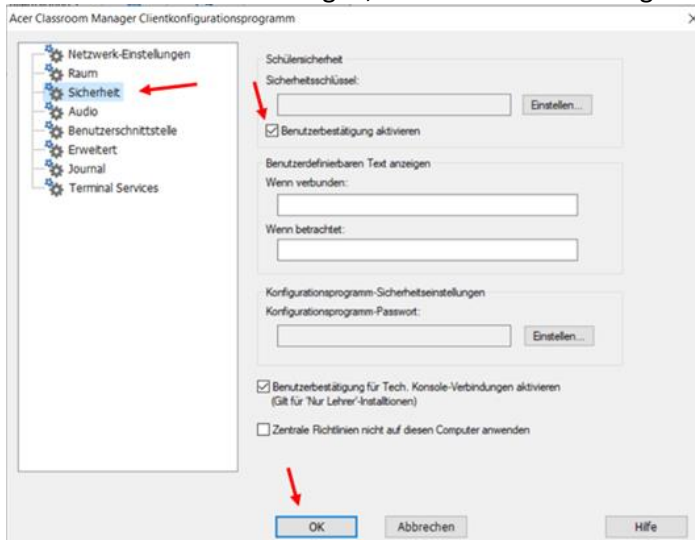 Acer Classroom Manager Clientkonfigurationsprogramm
Netzwerk-Einstellungen
Raum
Sicherheit
Audio
Benutzerschnittstelle
Erweitert
Journal
Terminal Services
Schülersicherheit
Sicherheitsschlüssel:
Einstellen...
Benutzerbestätigung aktivieren
Benutzerdefinierbaren Text anzeigen
Wenn verbunden:
Wenn betrachtet:
Konfigurationsprogramm-Sicherheitseinstellungen
Konfigurationsprogramm-Passwort:
Einstellen...
Benutzerbestätigung für Tech. Konsole-Verbindungen aktivieren
(Gilt für 'Nur Lehrer'-Installtionen)
Zentrale Richtlinien nicht auf diesen Computer anwenden
OK Abbrechen Hilfe